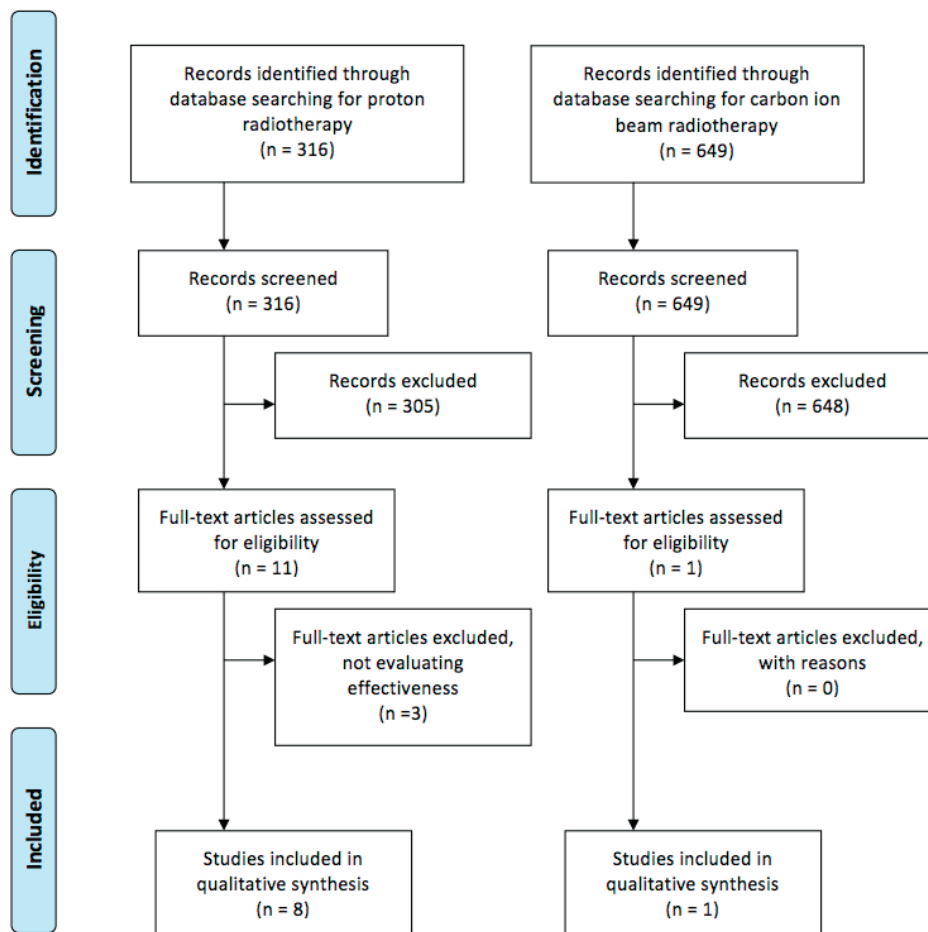 Identification
Records identified through
database searching for proton
radiotherapy
(n = 316)
Records identified through
database searching for carbon ion
beam radiotherapy
(n = 649)
Screening
Records screened
(n = 316)
Records screened
(n = 649)
Records excluded
(n = 305)
Records excluded
(n = 648)
Eligibility
Full-text articles assessed
for eligibility
(n = 11)
Full-text articles assessed
for eligibility
(n = 1)
Full-text articles excluded,
not evaluating
effectiveness
(n =3)
Full-text articles excluded,
with reasons
(n = 0)
Included
Studies included in
qualitative synthesis
(n = 8)
Studies included in
qualitative synthesis
(n = 1)